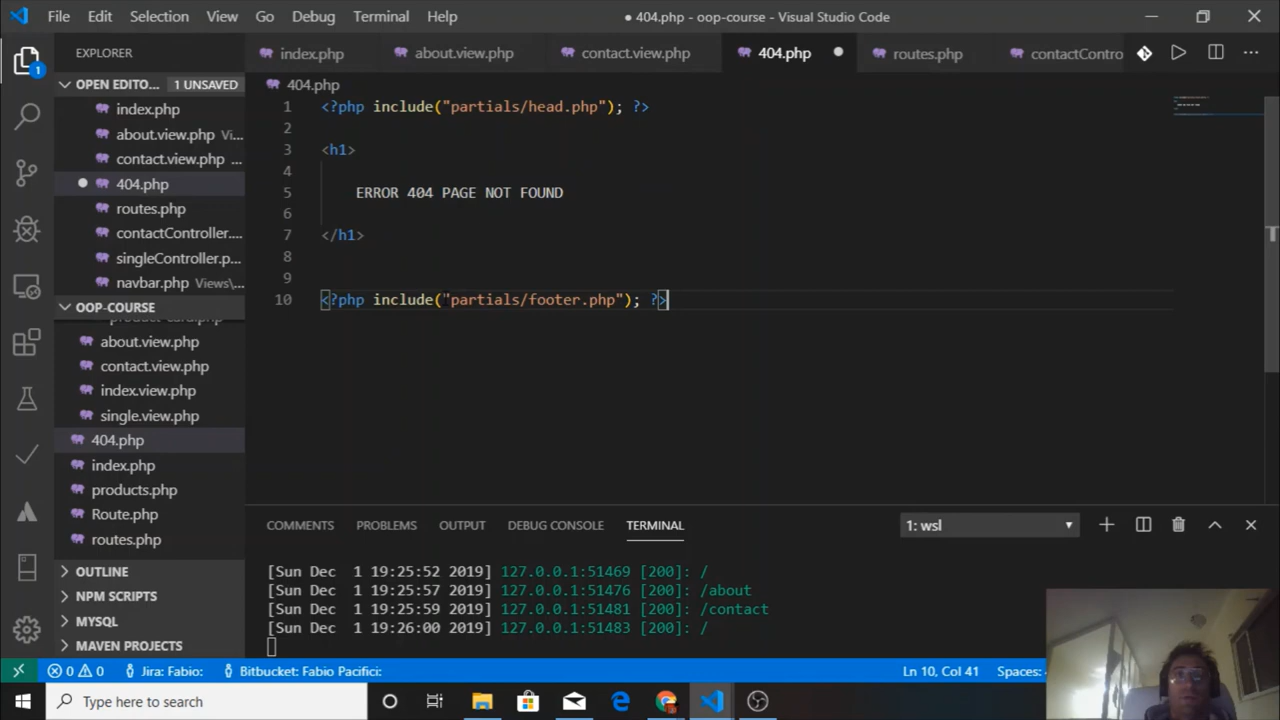 File Edit Selection View Go Debug Terminal Help
● 404.php - oop-course - Visual Studio Code
EXPLORER
index.php about.view.php contact.view.php 404.php routes.php contactContro
OPEN EDITO... 1 UNSAVED
index.php
about.view.php Vi...
contact.view.php ...
404.php
routes.php
contactController....
singleController.p...
navbar.php Views\...
OOP-COURSE
about.view.php
contact.view.php
index.view.php
single.view.php
404.php
index.php
products.php
Route.php
routes.php
OUTLINE
NPM SCRIPTS
MYSQL
MAVEN PROJECTS
1
404.php
1 <?php include("partials/head.php"); ?>
2
3 <h1>
4
5 ERROR 404 PAGE NOT FOUND
6
7 </h1>
8
9
10 <?php include("partials/footer.php"); ?>
COMMENTS PROBLEMS OUTPUT DEBUG CONSOLE TERMINAL 1: wsl
[Sun Dec 1 19:25:52 2019] 127.0.0.1:51469 [200]: /
[Sun Dec 1 19:25:57 2019] 127.0.0.1:51476 [200]: /about
[Sun Dec 1 19:25:59 2019] 127.0.0.1:51481 [200]: /contact
[Sun Dec 1 19:26:00 2019] 127.0.0.1:51483 [200]: /
0 0 Jira: Fabio: Bitbucket: Fabio Pacifici: Ln 10, Col 41 Spaces:
Type here to search